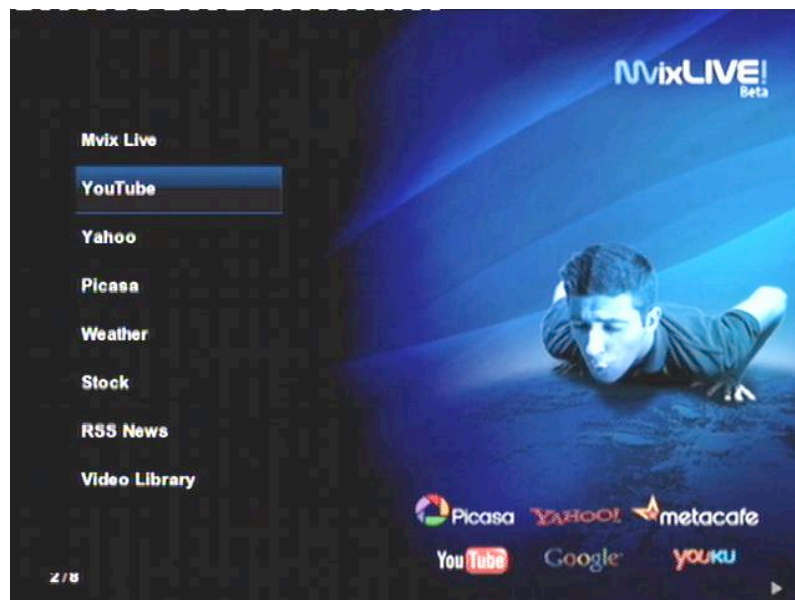 MvixLIVE!
Beta
Mvix Live
YouTube
Yahoo
Picasa
Weather
Stock
RSS News
Video Library
Picasa YAHOO! metacafe
YouTube Google YOUKU
2/8